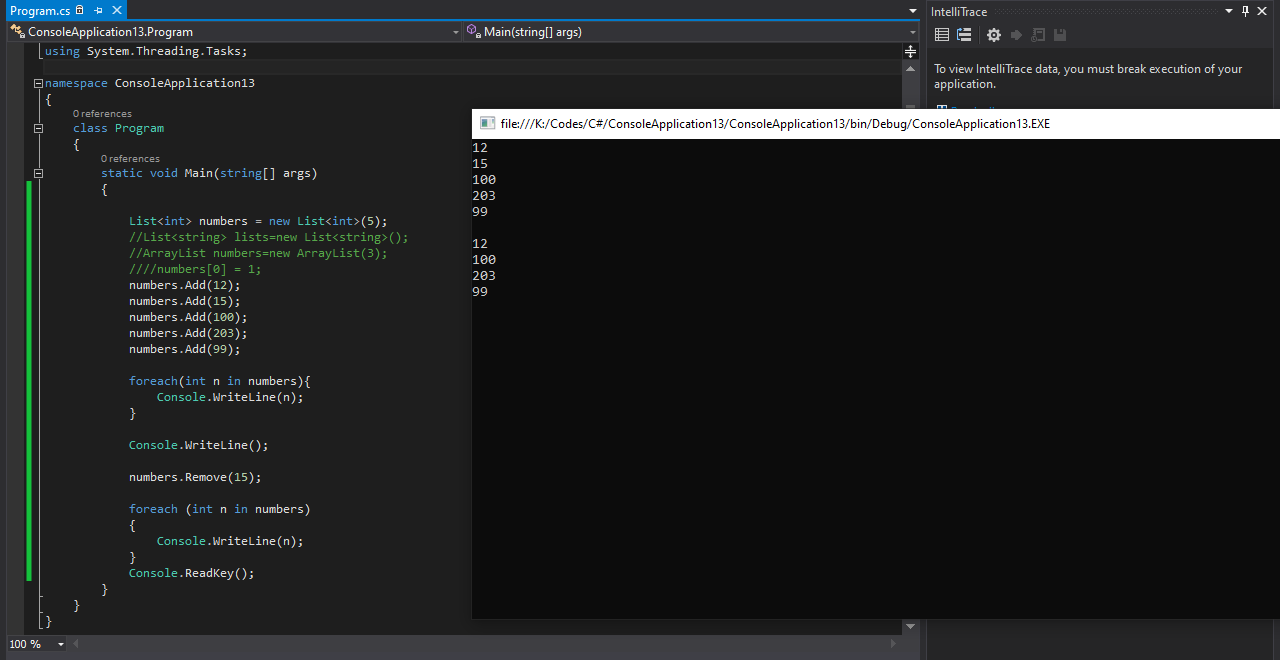 Program.cs
ConsoleApplication13.Program
Main(string[] args)
using System.Threading.Tasks;
namespace ConsoleApplication13
{
0 references
class Program
{
0 references
static void Main(string[] args)
{
List<int> numbers = new List<int>(5);
//List<string> lists=new List<string>();
//ArrayList numbers=new ArrayList(3);
////numbers[0] = 1;
numbers.Add(12);
numbers.Add(15);
numbers.Add(100);
numbers.Add(203);
numbers.Add(99);
foreach(int n in numbers){
Console.WriteLine(n);
}
Console.WriteLine();
numbers.Remove(15);
foreach (int n in numbers)
{
Console.WriteLine(n);
}
Console.ReadKey();
}
}
}
100 %
IntelliTrace
To view IntelliTrace data, you must break execution of your
application.
file:///K:/Codes/C#/ConsoleApplication13/ConsoleApplication13/bin/Debug/ConsoleApplication13.EXE
12
15
100
203
99
12
100
203
99